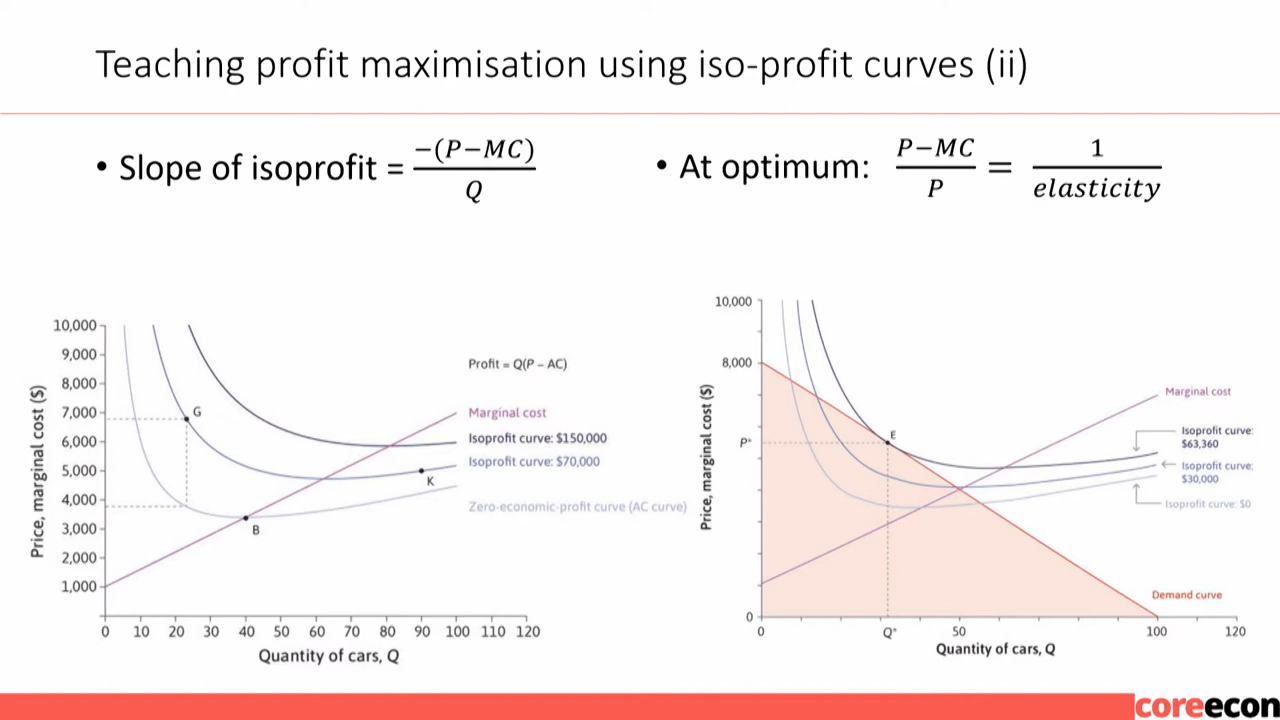 Teaching profit maximisation using iso-profit curves (ii)
• Slope of isoprofit = −(P−MC) / Q
• At optimum: P−MC / P = 1 / elasticity
Price, marginal cost ($)
10,000
9,000
8,000
7,000
6,000
5,000
4,000
3,000
2,000
1,000
0 10 20 30 40 50 60 70 80 90 100 110 120
Quantity of cars, Q
G
B
K
Profit = Q(P – AC)
Marginal cost
Isoprofit curve: $150,000
Isoprofit curve: $70,000
Zero-economic-profit curve (AC curve)
Price, marginal cost ($)
10,000
8,000
P*
0
0 Q* 50 100 120
Quantity of cars, Q
E
Marginal cost
Isoprofit curve:
$63,360
Isoprofit curve:
$30,000
Isoprofit curve: $0
Demand curve
coreecon